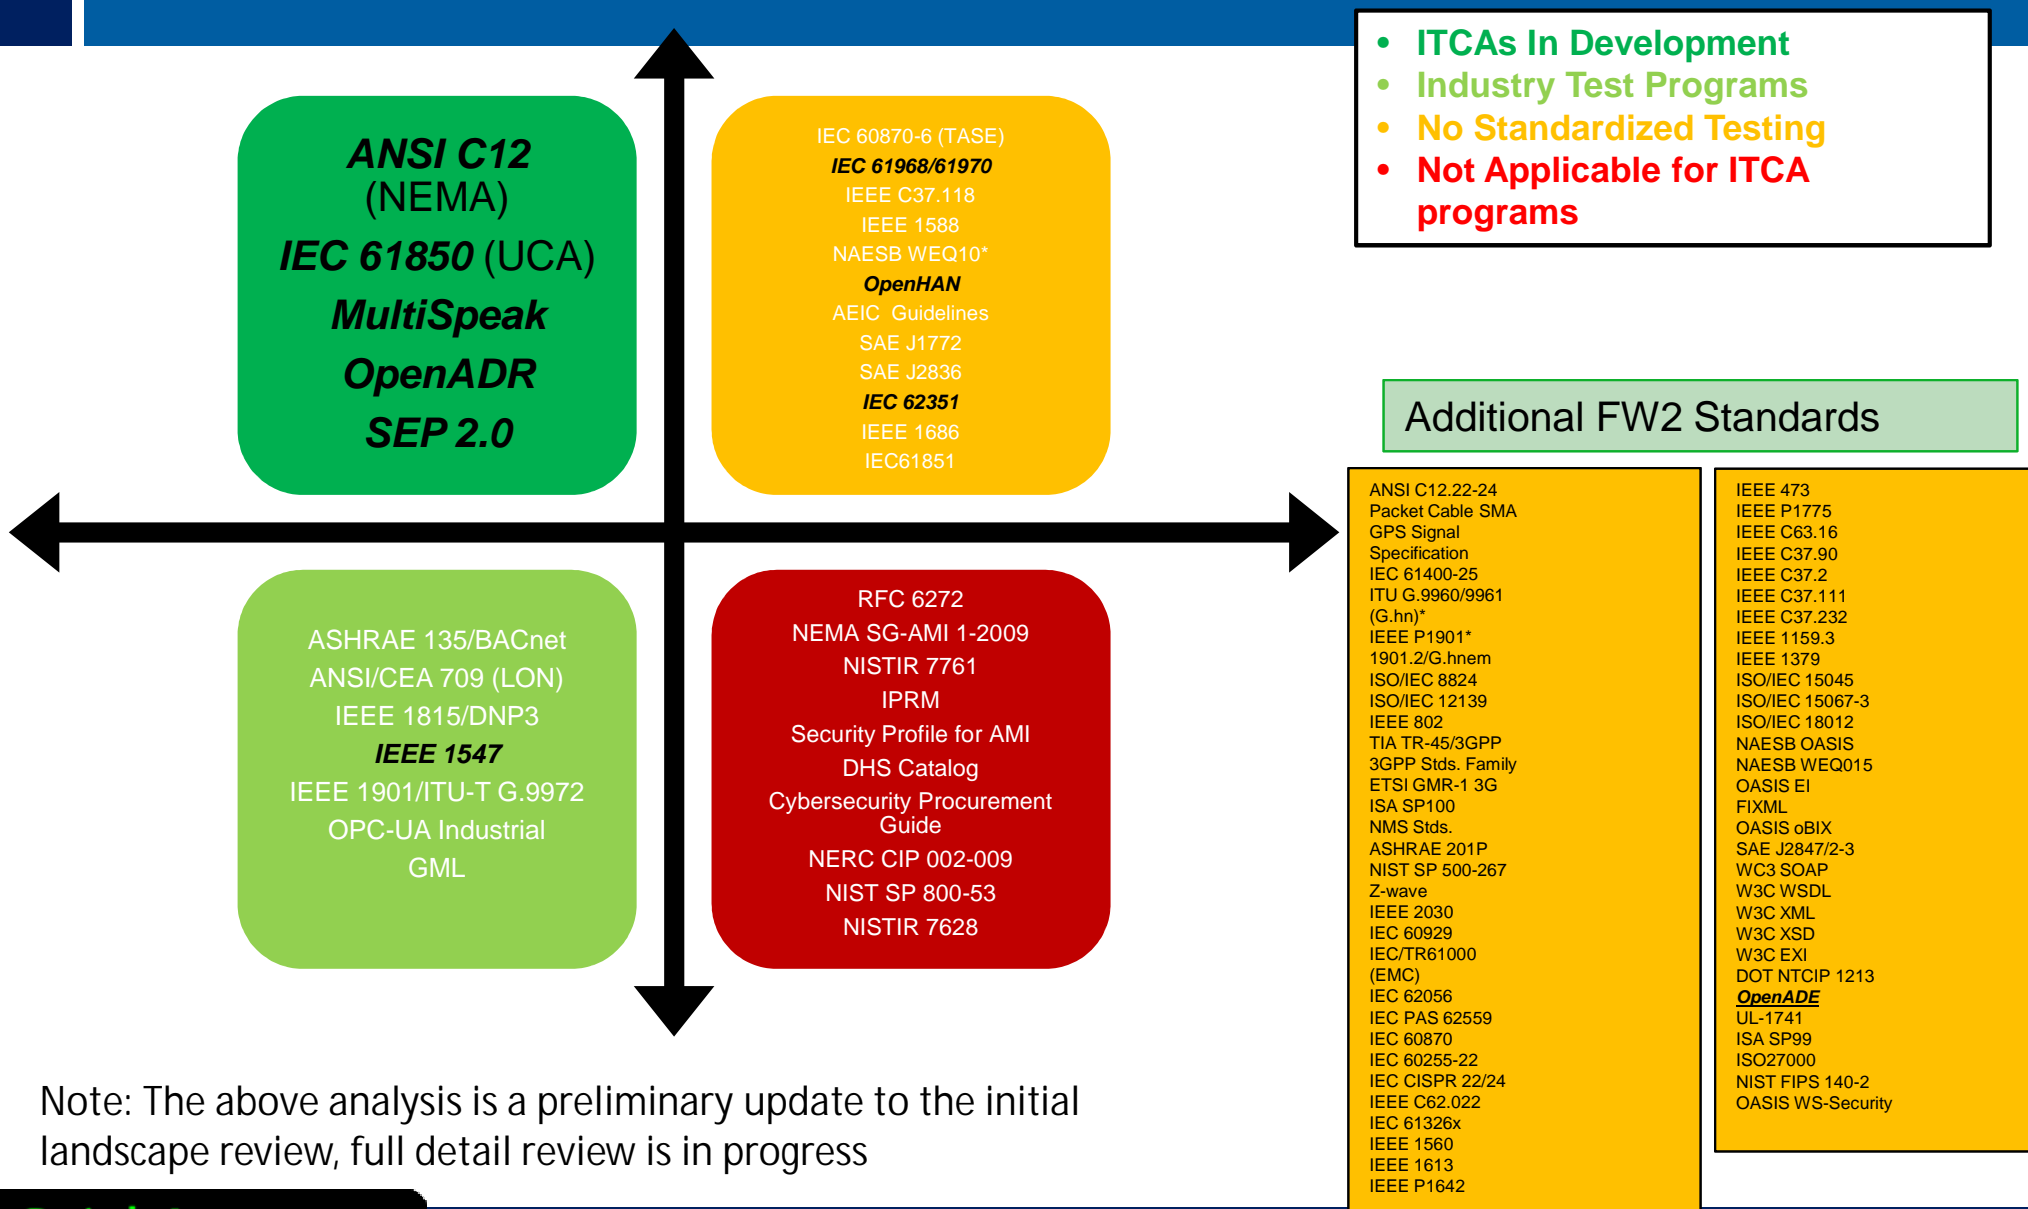 • ITCAs In Development
• Industry Test Programs
• No Standardized Testing
• Not Applicable for ITCA
programs
ANSI C12
(NEMA)
IEC 61850 (UCA)
MultiSpeak
OpenADR
SEP 2.0
IEC 60870-6 (TASE)
IEC 61968/61970
IEEE C37.118
IEEE 1588
NAESB WEQ10*
OpenHAN
AEIC Guidelines
SAE J1772
SAE J2836
IEC 62351
IEEE 1686
IEC61851
ASHRAE 135/BACnet
ANSI/CEA 709 (LON)
IEEE 1815/DNP3
IEEE 1547
IEEE 1901/ITU-T G.9972
OPC-UA Industrial
GML
RFC 6272
NEMA SG-AMI 1-2009
NISTIR 7761
IPRM
Security Profile for AMI
DHS Catalog
Cybersecurity Procurement
Guide
NERC CIP 002-009
NIST SP 800-53
NISTIR 7628
Additional FW2 Standards
ANSI C12.22-24
Packet Cable SMA
GPS Signal
Specification
IEC 61400-25
ITU G.9960/9961
(G.hn)*
IEEE P1901*
1901.2/G.hnem
ISO/IEC 8824
ISO/IEC 12139
IEEE 802
TIA TR-45/3GPP
3GPP Stds. Family
ETSI GMR-1 3G
ISA SP100
NMS Stds.
ASHRAE 201P
NIST SP 500-267
Z-wave
IEEE 2030
IEC 60929
IEC/TR61000
(EMC)
IEC 62056
IEC PAS 62559
IEC 60870
IEC 60255-22
IEC CISPR 22/24
IEEE C62.022
IEC 61326x
IEEE 1560
IEEE 1613
IEEE P1642
IEEE 473
IEEE P1775
IEEE C63.16
IEEE C37.90
IEEE C37.2
IEEE C37.111
IEEE C37.232
IEEE 1159.3
IEEE 1379
ISO/IEC 15045
ISO/IEC 15067-3
ISO/IEC 18012
NAESB OASIS
NAESB WEQ015
OASIS EI
FIXML
OASIS oBIX
SAE J2847/2-3
WC3 SOAP
W3C WSDL
W3C XML
W3C XSD
W3C EXI
DOT NTCIP 1213
OpenADE
UL-1741
ISA SP99
ISO27000
NIST FIPS 140-2
OASIS WS-Security
Note: The above analysis is a preliminary update to the initial
landscape review, full detail review is in progress